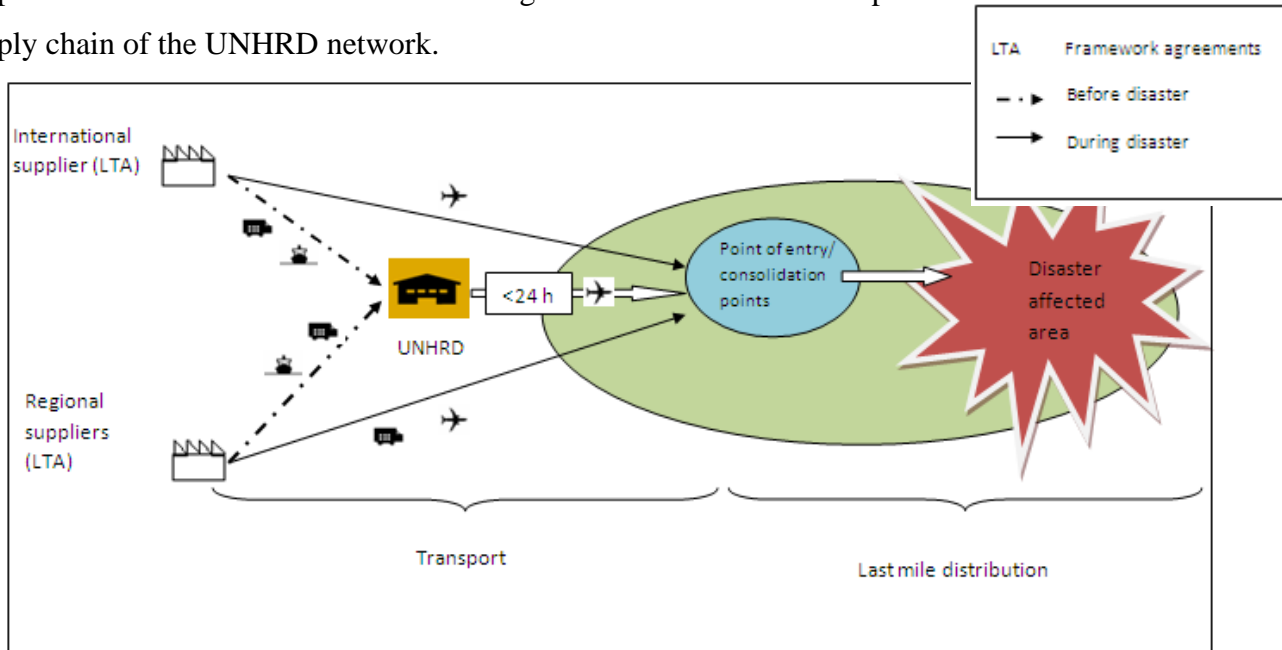 ply chain of the UNHRD network.
LTA Framework agreements
Before disaster
During disaster
International
supplier (LTA)
Point of entry/
consolidation
points
Disaster
affected
area
<24 h
UNHRD
Regional
suppliers
(LTA)
Transport
Last mile distribution